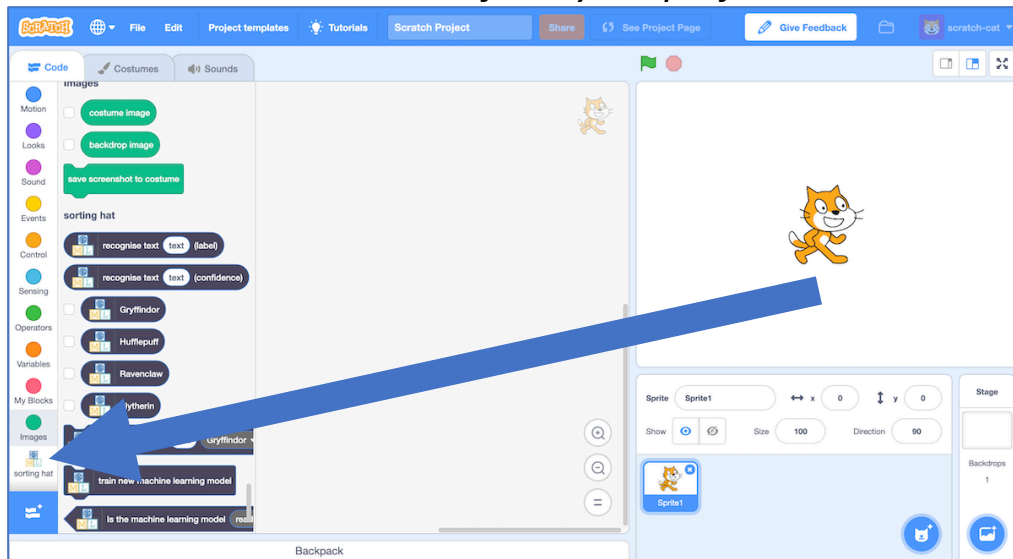 SCRATCH File Edit Project templates Tutorials Scratch Project Share See Project Page Give Feedback scratch-cat
Code Costumes Sounds
Images
Motion
costume image
Looks
backdrop image
Sound
save screenshot to costume
Events
sorting hat
Control
recognise text text (label)
Sensing
recognise text text (confidence)
Operators
Gryffindor
Hufflepuff
Variables
Ravenclaw
My Blocks
Images
Gryffindor
sorting hat
train new machine learning model
Is the machine learning model
Backpack
Sprite Sprite1 x 0 y 0
Show Size 100 Direction 90
Sprite1
Stage
Backdrops
1